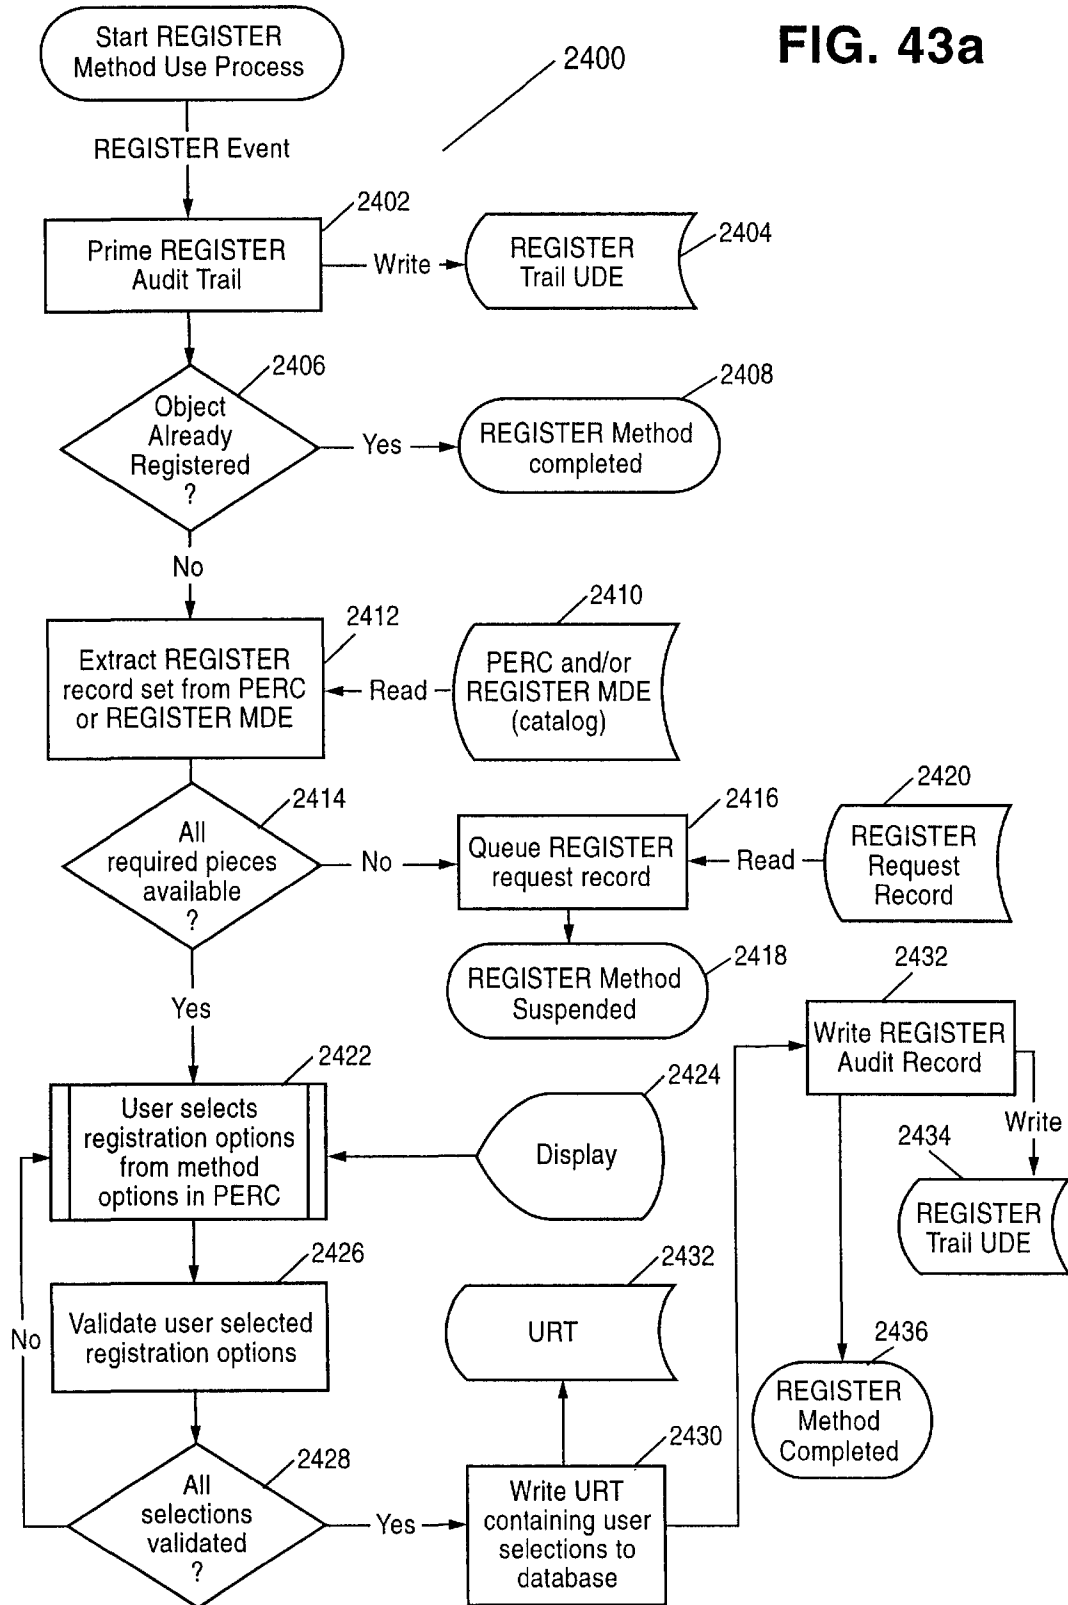 FIG. 43a
Start REGISTER
Method Use Process
2400
REGISTER Event
2402
Prime REGISTER
Audit Trail
Write
REGISTER
Trail UDE
2404
2406
Object
Already
Registered
?
Yes
2408
REGISTER Method
completed
No
2412
Extract REGISTER
record set from PERC
or REGISTER MDE
Read
2410
PERC and/or
REGISTER MDE
(catalog)
2414
All
required pieces
available
?
No
2416
Queue REGISTER
request record
Read
2420
REGISTER
Request
Record
2418
REGISTER Method
Suspended
Yes
2422
User selects
registration options
from method
options in PERC
2424
Display
2426
Validate user selected
registration options
No
2428
All
selections
validated
?
Yes
2430
Write URT
containing user
selections to
database
2432
URT
2432
Write REGISTER
Audit Record
Write
2434
REGISTER
Trail UDE
2436
REGISTER
Method
Completed